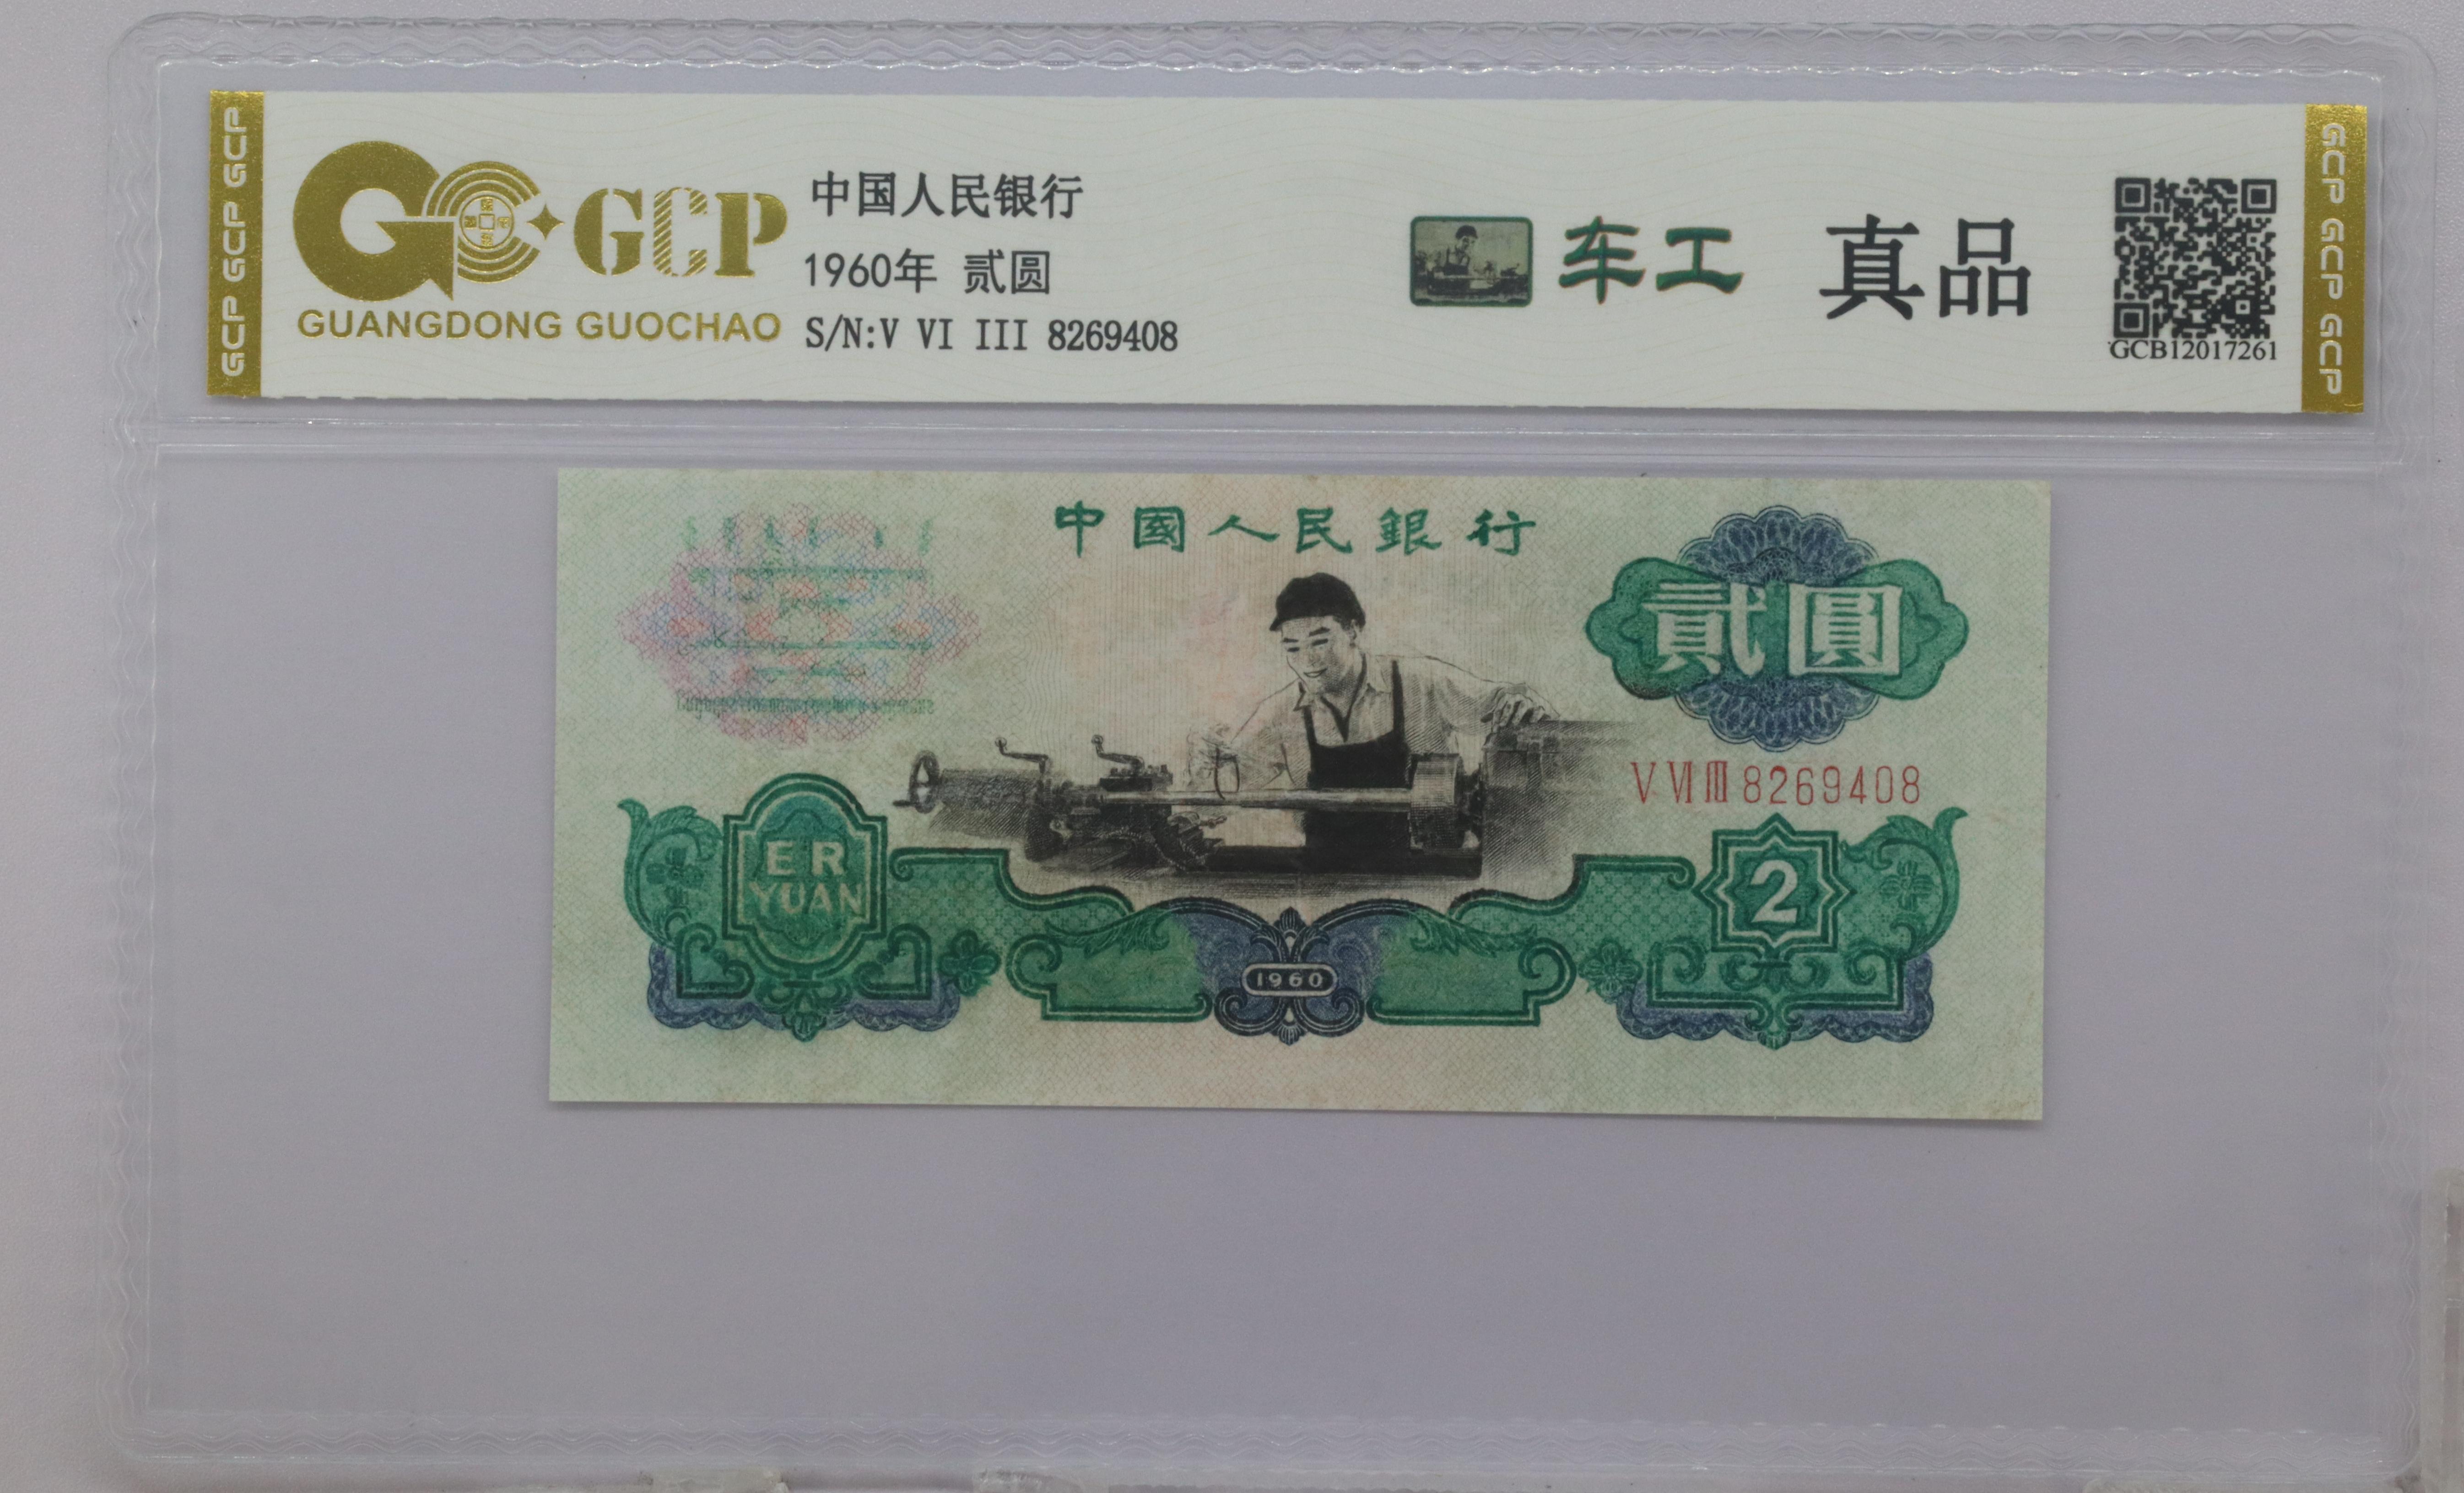 GCP GCP GCP
GCP
GUANGDONG GUOCHAO
中国人民银行
1960年 贰圆
S/N:V VI III 8269408
车工 真品
GCB12017261
GCP GCP GCP
中國人民銀行
貳圓
V VI III 8269408
ER
YUAN
2
1960